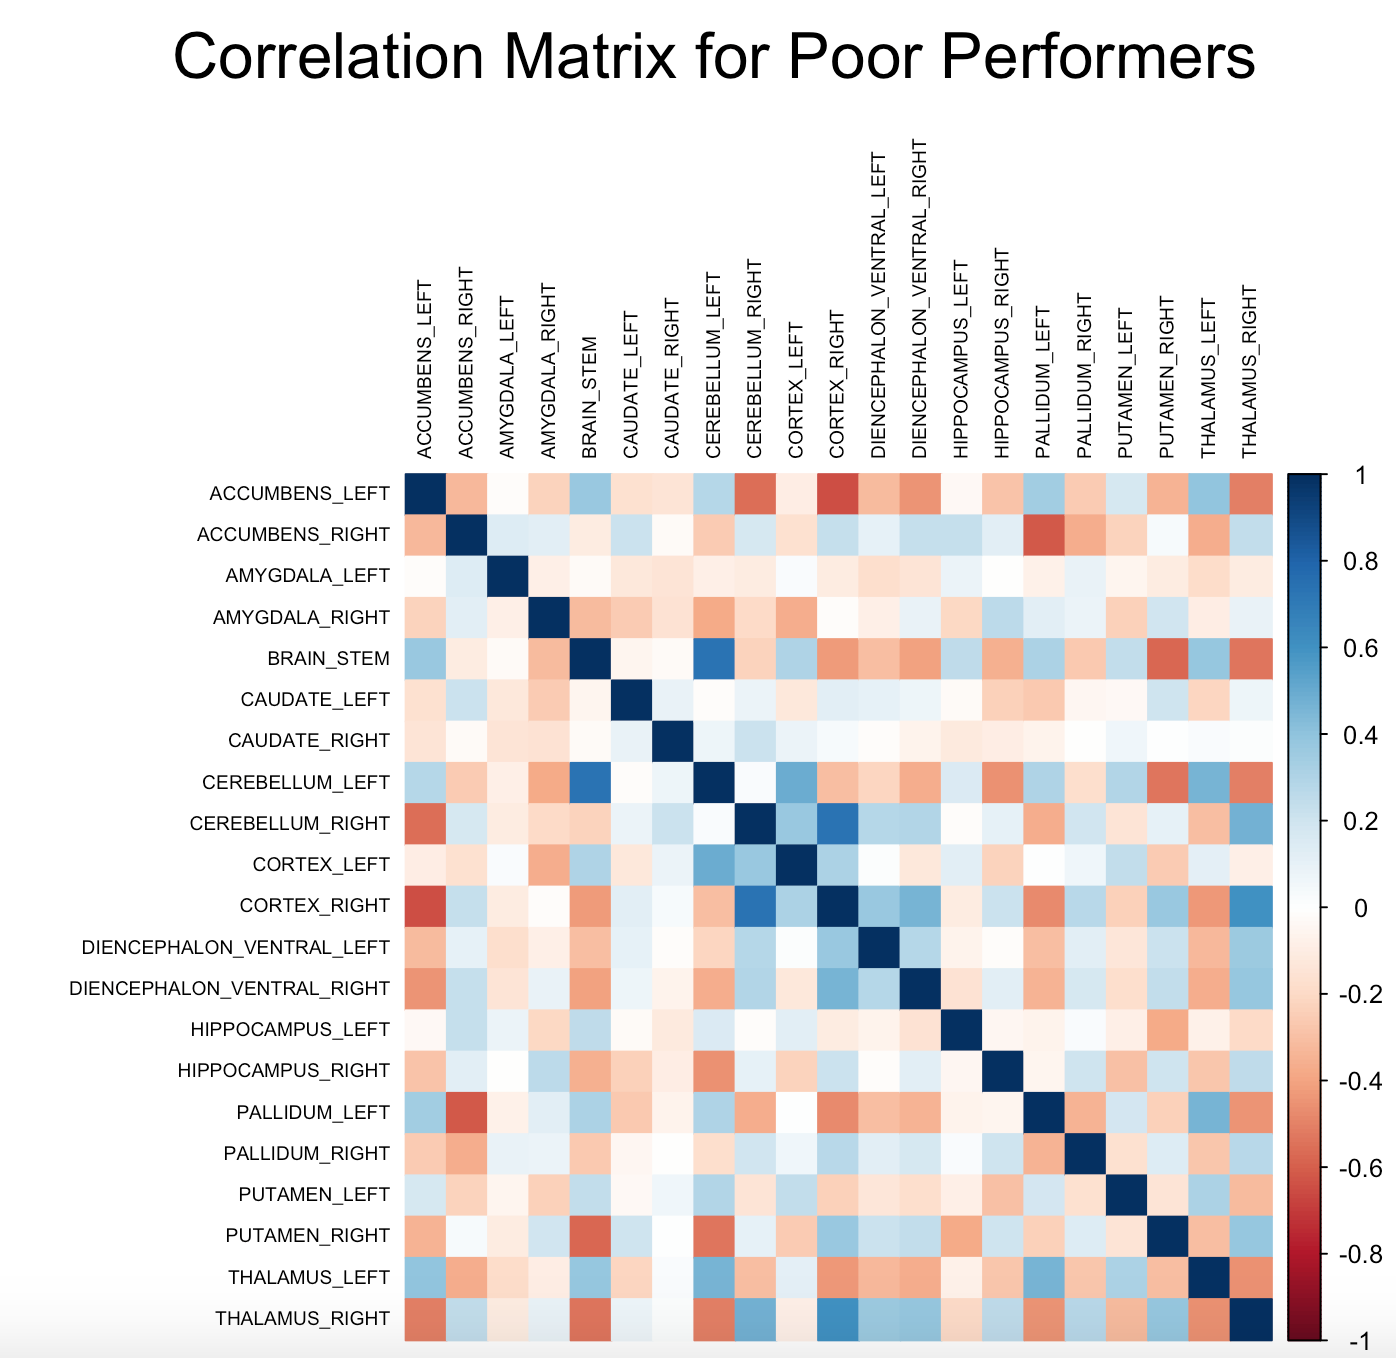 Correlation Matrix for Poor Performers
ACCUMBENS_LEFT
ACCUMBENS_RIGHT
AMYGDALA_LEFT
AMYGDALA_RIGHT
BRAIN_STEM
CAUDATE_LEFT
CAUDATE_RIGHT
CEREBELLUM_LEFT
CEREBELLUM_RIGHT
CORTEX_LEFT
CORTEX_RIGHT
DIENCEPHALON_VENTRAL_LEFT
DIENCEPHALON_VENTRAL_RIGHT
HIPPOCAMPUS_LEFT
HIPPOCAMPUS_RIGHT
PALLIDUM_LEFT
PALLIDUM_RIGHT
PUTAMEN_LEFT
PUTAMEN_RIGHT
THALAMUS_LEFT
THALAMUS_RIGHT
ACCUMBENS_LEFT
ACCUMBENS_RIGHT
AMYGDALA_LEFT
AMYGDALA_RIGHT
BRAIN_STEM
CAUDATE_LEFT
CAUDATE_RIGHT
CEREBELLUM_LEFT
CEREBELLUM_RIGHT
CORTEX_LEFT
CORTEX_RIGHT
DIENCEPHALON_VENTRAL_LEFT
DIENCEPHALON_VENTRAL_RIGHT
HIPPOCAMPUS_LEFT
HIPPOCAMPUS_RIGHT
PALLIDUM_LEFT
PALLIDUM_RIGHT
PUTAMEN_LEFT
PUTAMEN_RIGHT
THALAMUS_LEFT
THALAMUS_RIGHT
1
0.8
0.6
0.4
0.2
0
-0.2
-0.4
-0.6
-0.8
-1